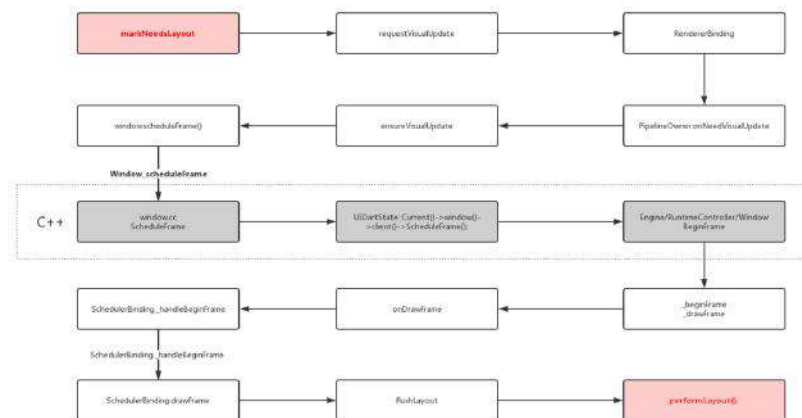 markNeedsLayout
requestVisualUpdate
RendererBinding
window.scheduleFrame()
ensureVisualUpdate
PipelineOwner.onNeedVisualUpdate
Window_scheduleFrame
C++
window.cc
ScheduleFrame
UIDartState::Current()->window()-
>client()->ScheduleFrame();
Engine/RuntimeController/Window
BeginFrame
SchedulerBinding._handleBeginFrame
onDrawFrame
_beginFrame
_drawFrame
SchedulerBinding._handleBeginFrame
SchedulerBinding.drawFrame
flushLayout
performLayout()